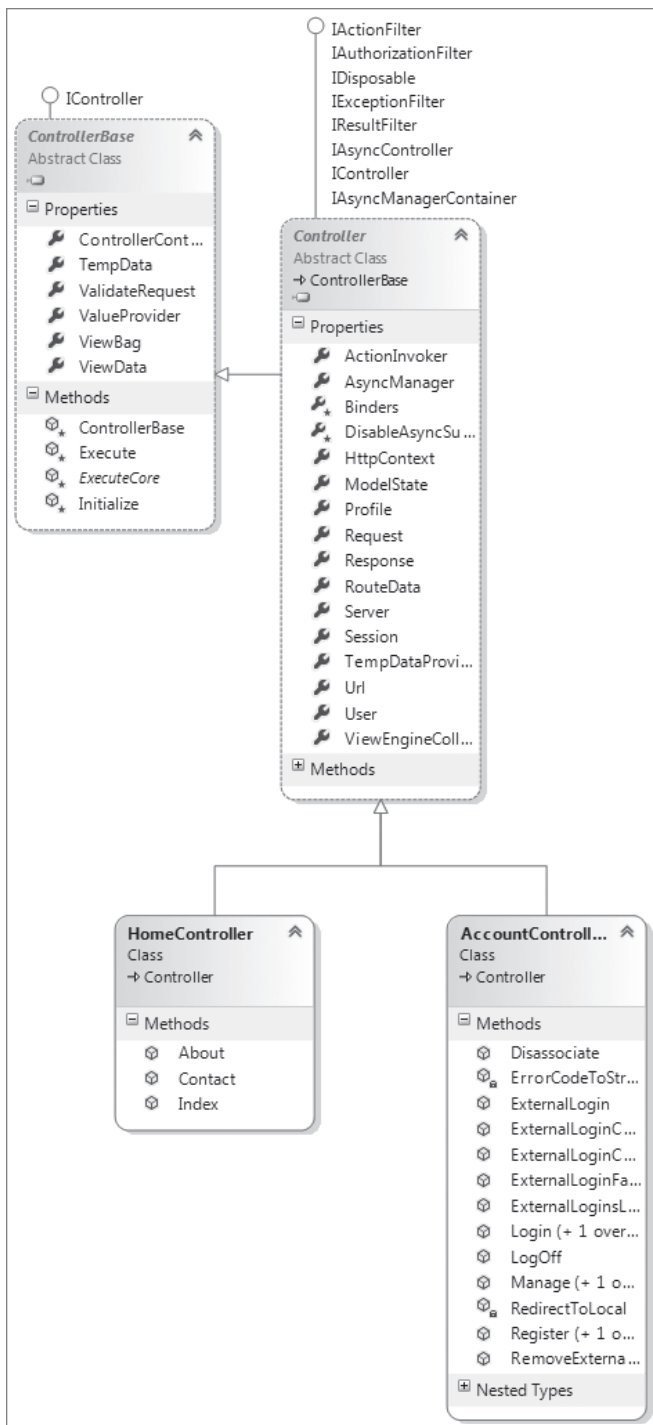 IController
ControllerBase
Abstract Class
Properties
ControllerCont...
TempData
ValidateRequest
ValueProvider
ViewBag
ViewData
Methods
ControllerBase
Execute
ExecuteCore
Initialize
IActionFilter
IAuthorizationFilter
IDisposable
IExceptionFilter
IResultFilter
IAsyncController
IController
IAsyncManagerContainer
Controller
Abstract Class
ControllerBase
Properties
ActionInvoker
AsyncManager
Binders
DisableAsyncSu...
HttpContext
ModelState
Profile
Request
Response
RouteData
Server
Session
TempDataProvi...
Url
User
ViewEngineColl...
Methods
HomeController
Class
Controller
Methods
About
Contact
Index
AccountControll...
Class
Controller
Methods
Disassociate
ErrorCodeToStr...
ExternalLogin
ExternalLoginC...
ExternalLoginC...
ExternalLoginFa...
ExternalLoginsL...
Login (+ 1 over...
LogOff
Manage (+ 1 o...
RedirectToLocal
Register (+ 1 o...
RemoveExterna...
Nested Types